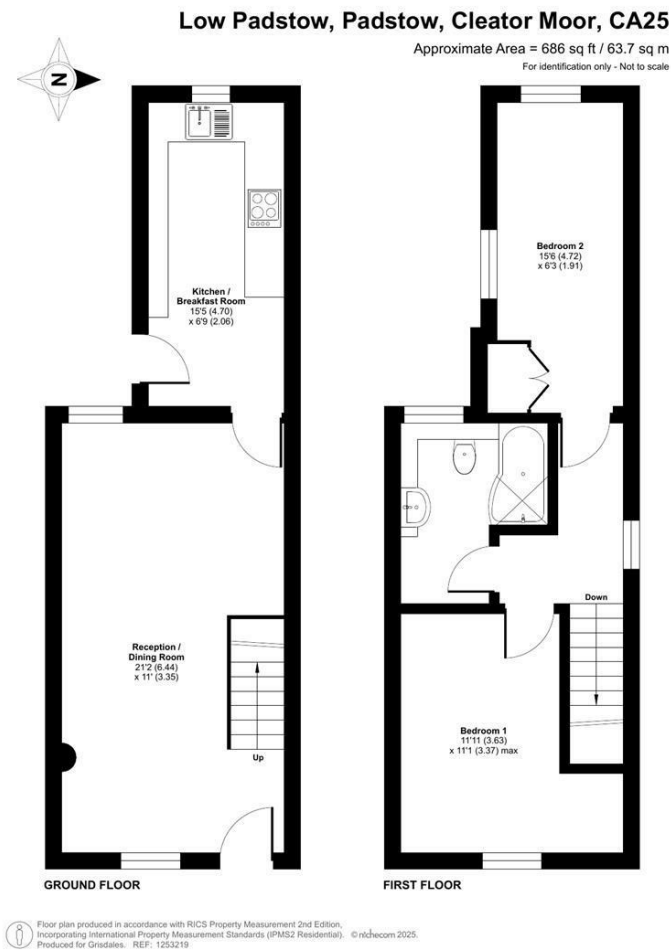 Low Padstow, Padstow, Cleator Moor, CA25
Approximate Area = 686 sq ft / 63.7 sq m
For identification only - Not to scale
N
Kitchen /
Breakfast Room
15'5 (4.70)
x 6'9 (2.06)
Reception /
Dining Room
21'2 (6.44)
x 11' (3.35)
Up
GROUND FLOOR
Bedroom 2
15'6 (4.72)
x 6'3 (1.91)
Down
Bedroom 1
11'11 (3.63)
x 11'1 (3.37) max
FIRST FLOOR
Floor plan produced in accordance with RICS Property Measurement 2nd Edition,
Incorporating International Property Measurement Standards (IPMS2 Residential). © nichecom 2025.
Produced for Grisdales. REF: 1253219